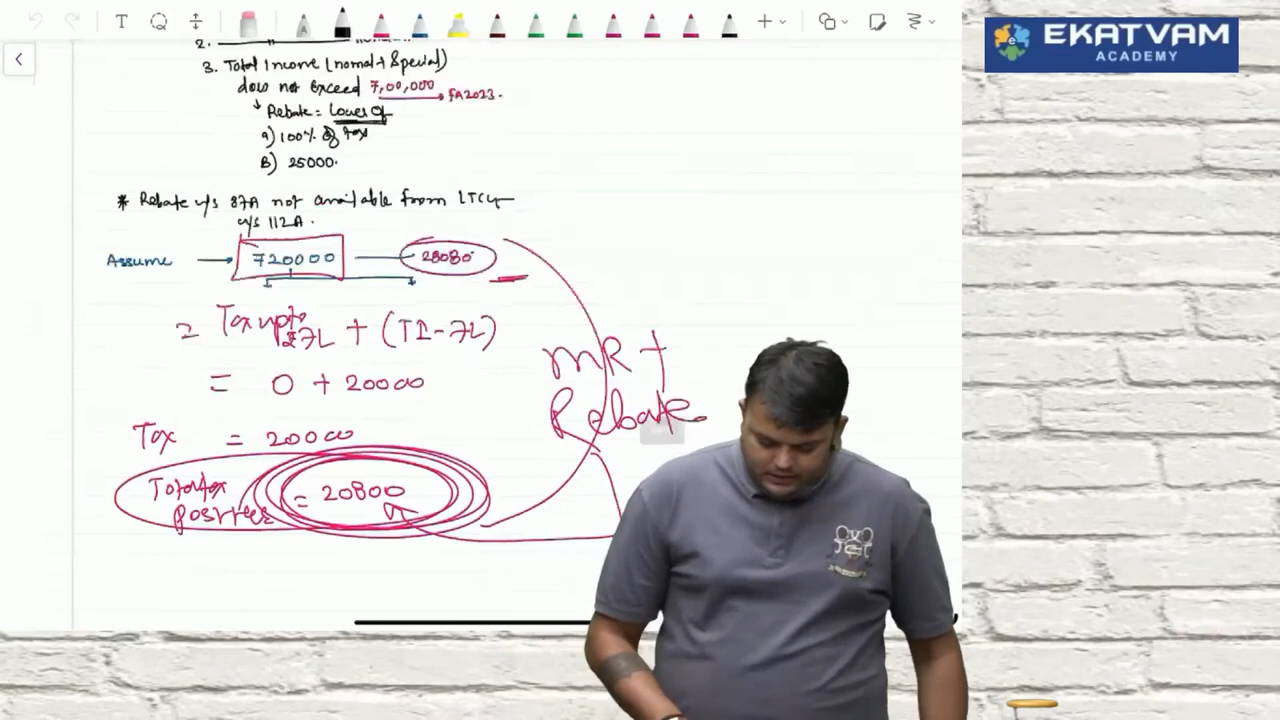 T
EKATVAM
ACADEMY
2.
3. Total Income (normal + Special)
does not exceed 7,00,000 → FA2023.
↓ Rebate = Lower of
a) 100% of tax
B) 25000.
* Rebate u/s 87A not available from LTCG
u/s 112A.
Assume → 720000 — 28080
= Tax upto 7L + (TI-7L)
MR +
= 0 + 20000
Rebate
Tax = 20000
Total tax = 20800